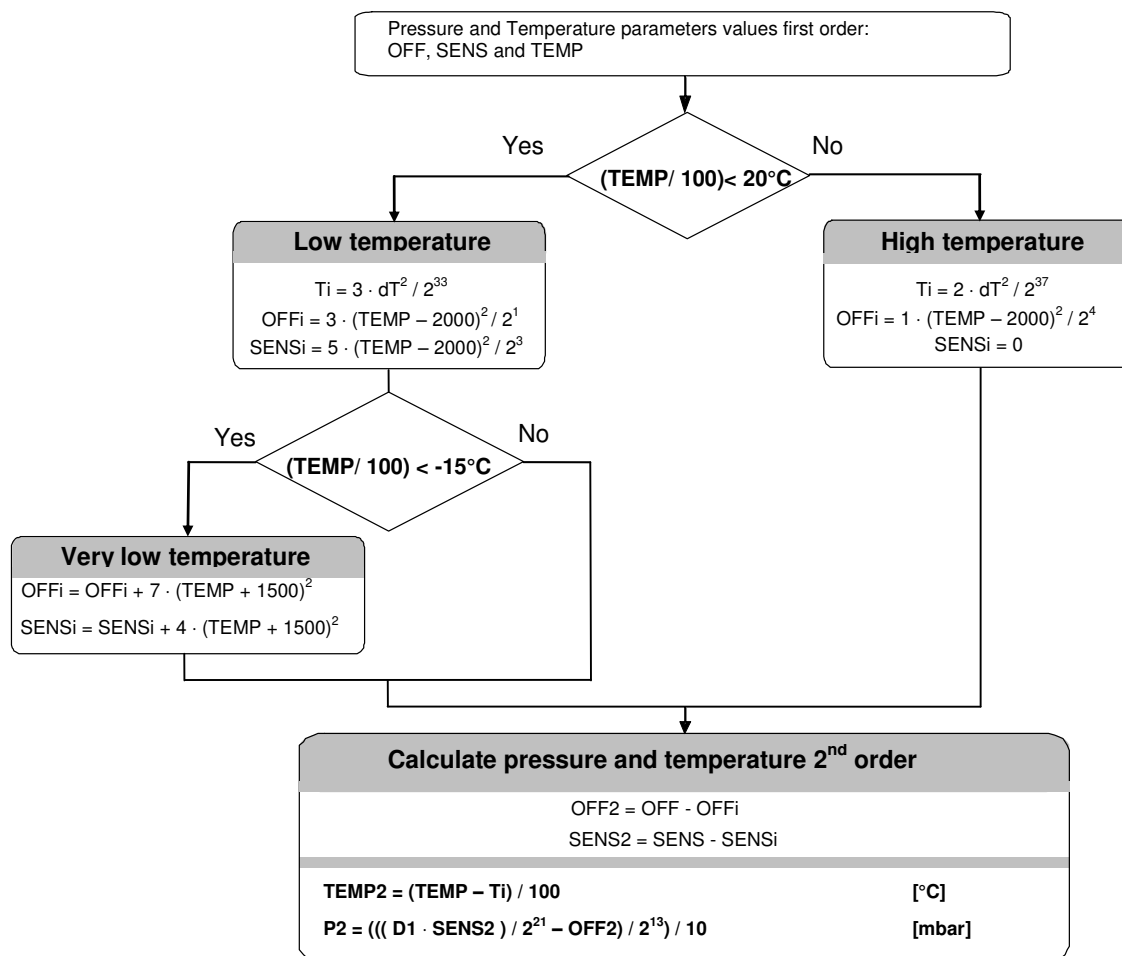 Pressure and Temperature parameters values first order:
OFF, SENS and TEMP
Yes
No
(TEMP/ 100)< 20°C
Low temperature
Ti = 3 · dT² / 2³³
OFFi = 3 · (TEMP – 2000)² / 2¹
SENSi = 5 · (TEMP – 2000)² / 2³
High temperature
Ti = 2 · dT² / 2³⁷
OFFi = 1 · (TEMP – 2000)² / 2⁴
SENSi = 0
Yes
No
(TEMP/ 100) < -15°C
Very low temperature
OFFi = OFFi + 7 · (TEMP + 1500)²
SENSi = SENSi + 4 · (TEMP + 1500)²
Calculate pressure and temperature 2ⁿᵈ order
OFF2 = OFF - OFFi
SENS2 = SENS - SENSi
TEMP2 = (TEMP – Ti) / 100 [°C]
P2 = ((( D1 · SENS2 ) / 2²¹ – OFF2) / 2¹³) / 10 [mbar]